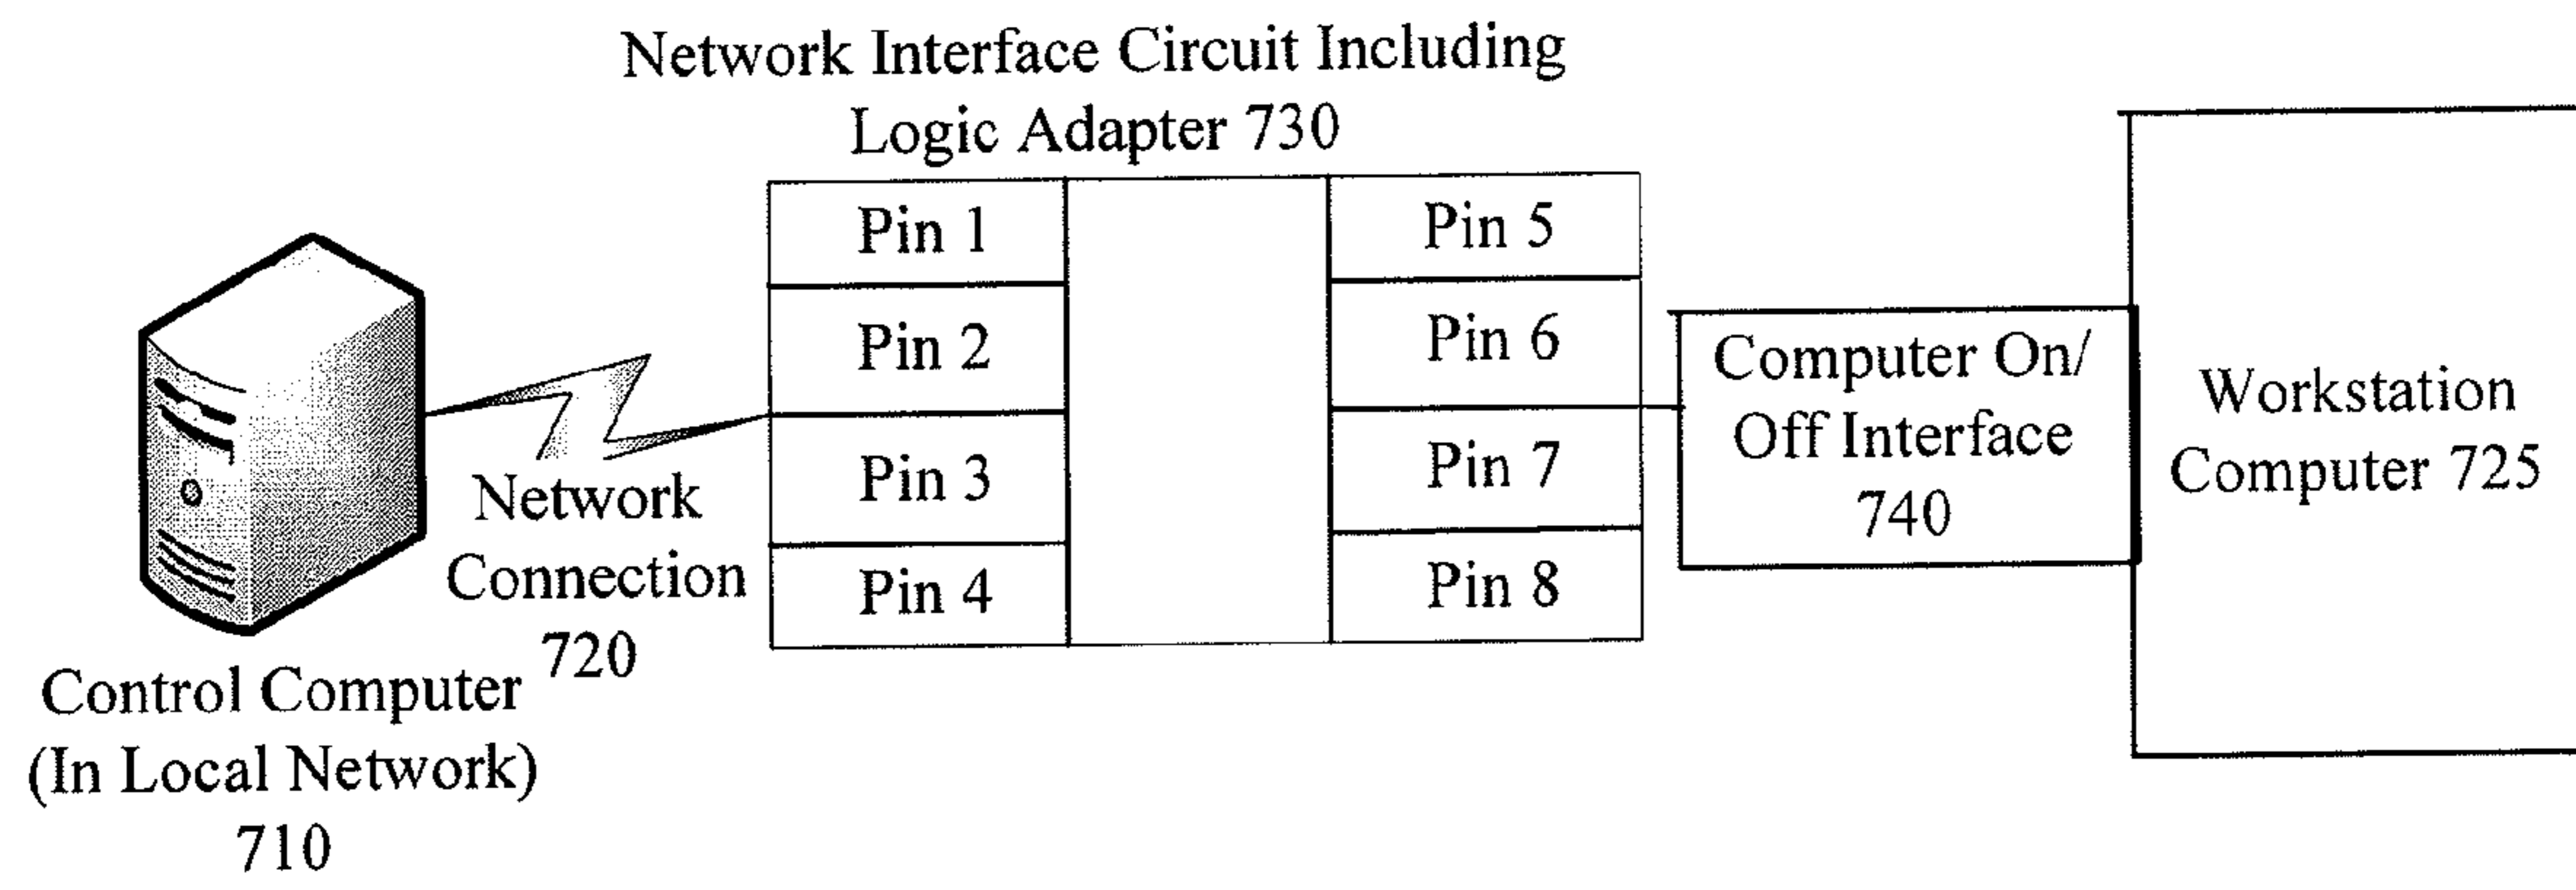 Network Interface Circuit Including
Logic Adapter 730
Pin 1
Pin 2
Pin 3
Pin 4
Pin 5
Pin 6
Pin 7
Pin 8
Network
Connection
720
Control Computer
(In Local Network)
710
Computer On/
Off Interface
740
Workstation
Computer 725